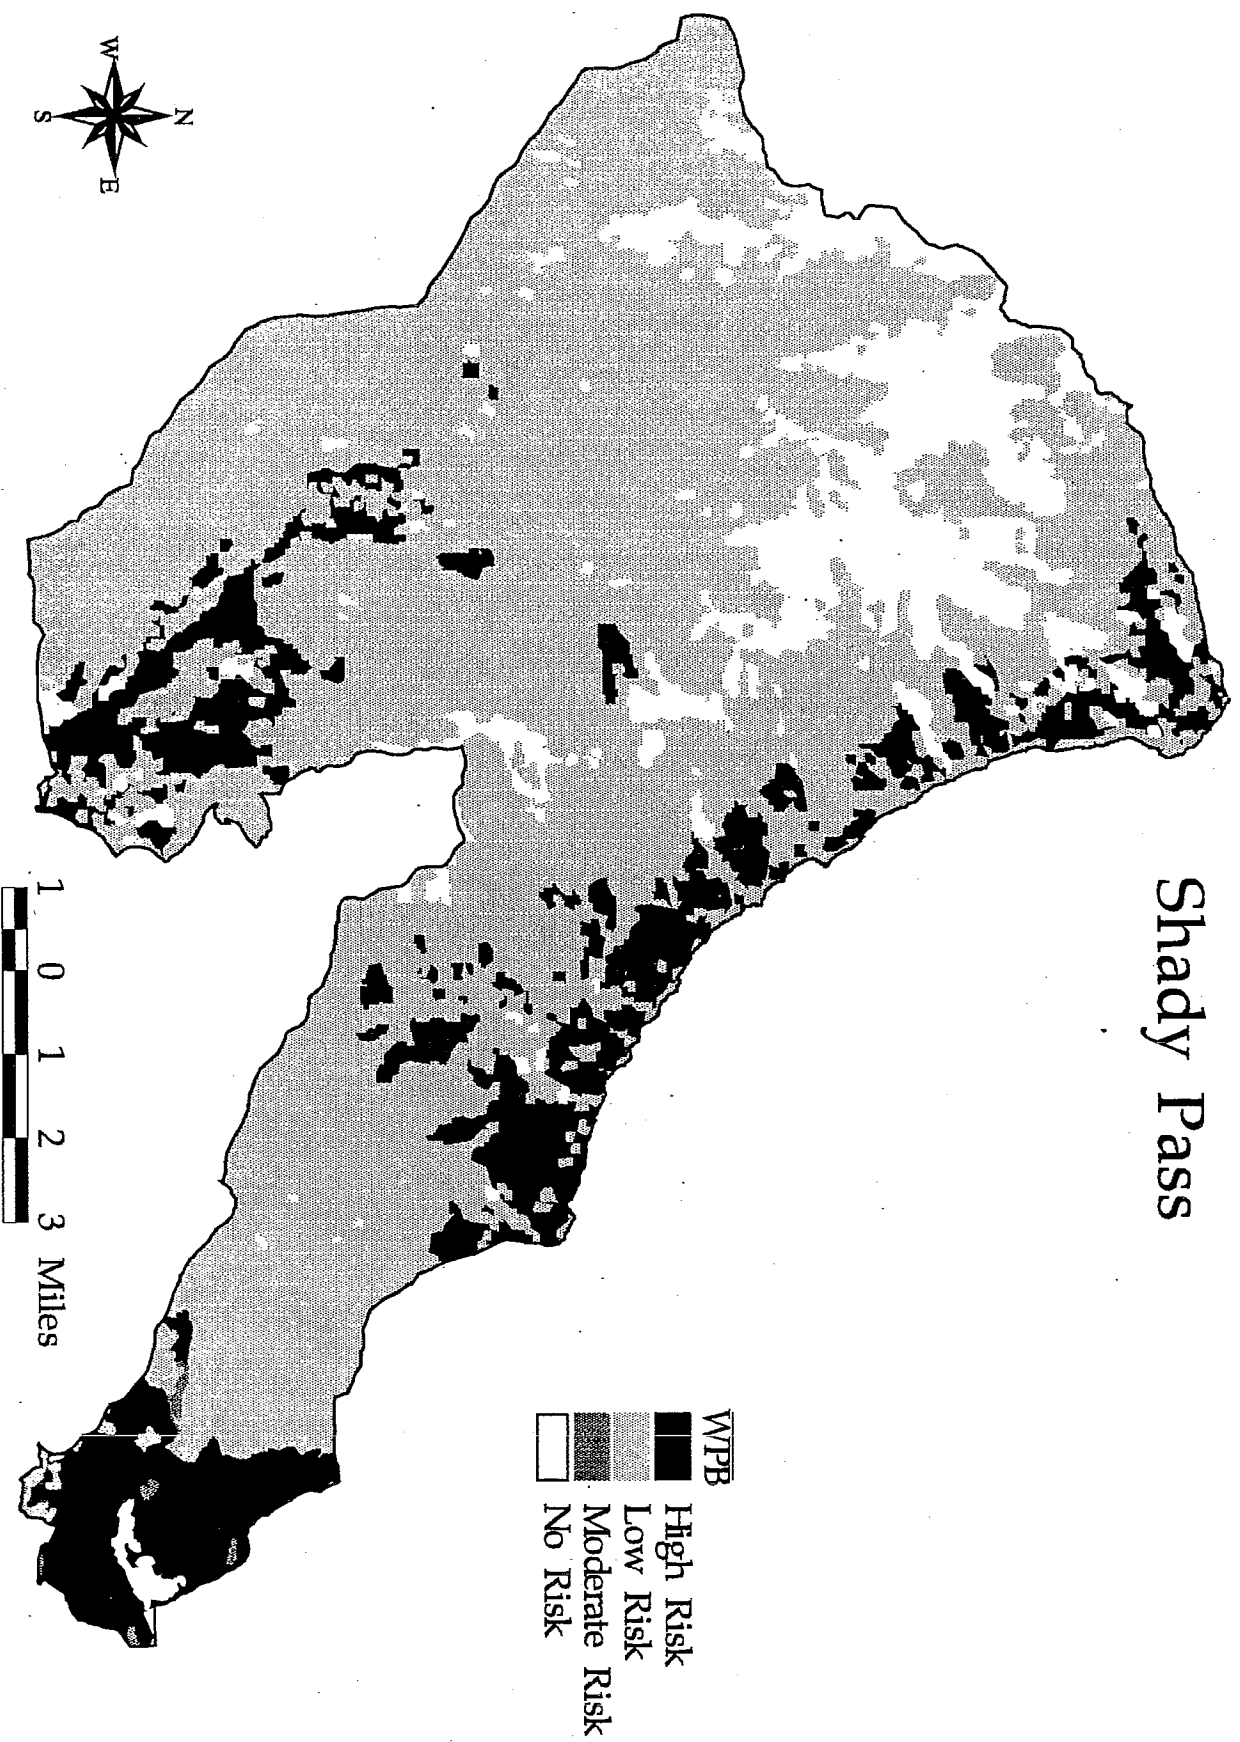 Shady Pass
WPB
High Risk
Low Risk
Moderate Risk
No Risk
N
W
E
S
1 0 1 2 3 Miles